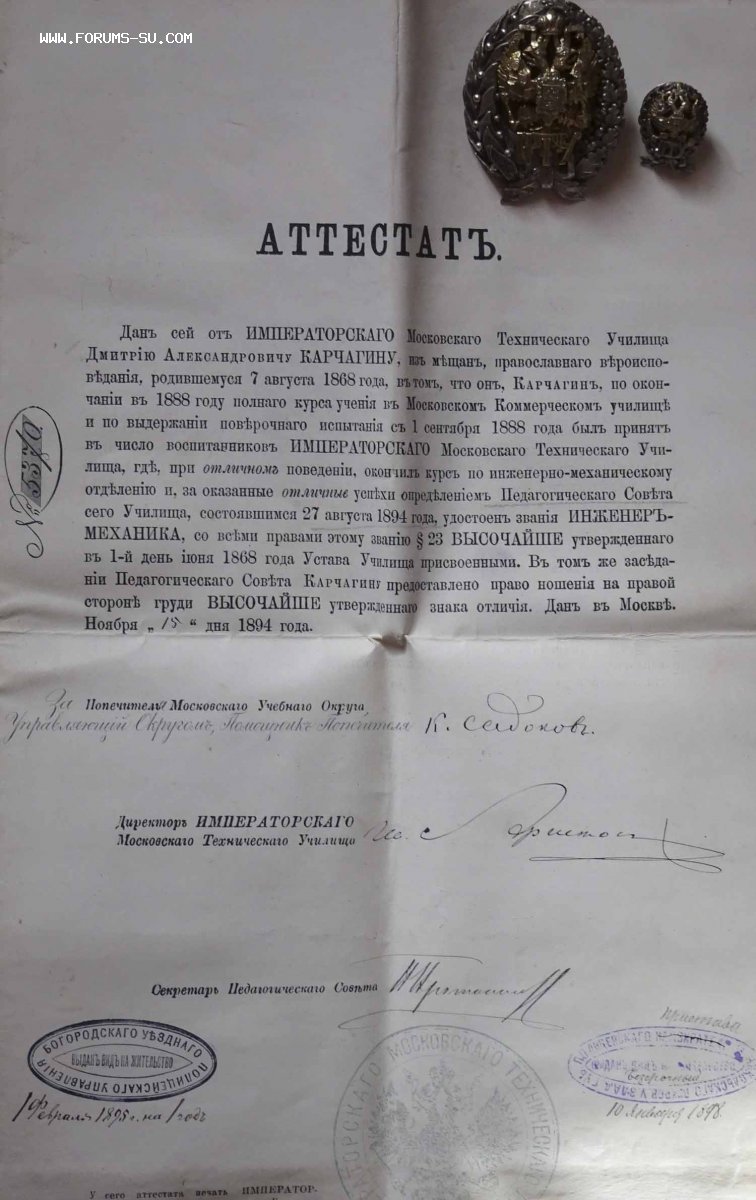 WWW.FORUMS-SU.COM
АТТЕСТАТЪ.
Данъ сей отъ ИМПЕРАТОРСКАГО Московскаго Техническаго Училища
Дмитрію Александровичу КАРЧАГИНУ, изъ мѣщанъ, православнаго вѣроиспо-
вѣданія, родившемуся 7 августа 1868 года, въ томъ, что онъ, Карчагинъ, по окон-
чаніи въ 1888 году полнаго курса ученія въ Московскомъ Коммерческомъ училищѣ
и по выдержаніи повѣрочнаго испытанія съ 1 сентября 1888 года былъ принятъ
въ число воспитанниковъ ИМПЕРАТОРСКАГО Московскаго Техническаго Учи-
лища, гдѣ, при отличномъ поведеніи, окончилъ курсъ по инженерно-механическому
отдѣленію и, за оказанные отличные успѣхи опредѣленіемъ Педагогическаго Совѣта
сего Училища, состоявшимся 27 августа 1894 года, удостоенъ званія ИНЖЕНЕРЪ-
МЕХАНИКА, со всѣми правами этому званію § 23 ВЫСОЧАЙШЕ утвержденнаго
въ 1-й день іюня 1868 года Устава Училища присвоенными. Въ томъ же засѣда-
ніи Педагогическаго Совѣта Карчагину предоставлено право ношенія на правой
сторонѣ груди ВЫСОЧАЙШЕ утвержденнаго знака отличія. Данъ въ Москвѣ.
Ноября „ 15 “ дня 1894 года.
№ 5370
За Попечителя Московскаго Учебнаго Округа,
Управляющій Округомъ, Помощникъ Попечителя К. Садоковъ.
Директоръ ИМПЕРАТОРСКАГО
Московскаго Техническаго Училища
Секретарь Педагогическаго Совѣта
БОГОРОДСКАГО УѢЗДНАГО
ВЫДАНЪ ВИДЪ НА ЖИТЕЛЬСТВО
ПОЛИЦЕЙСКАГО УПРАВЛЕНІЯ
1 Февраля 1895 г. на 1 годъ
МОСКОВСКАГО ТЕХНИЧЕСКА
10 Января 1898.
У сего аттестата печать ИМПЕРАТОР.